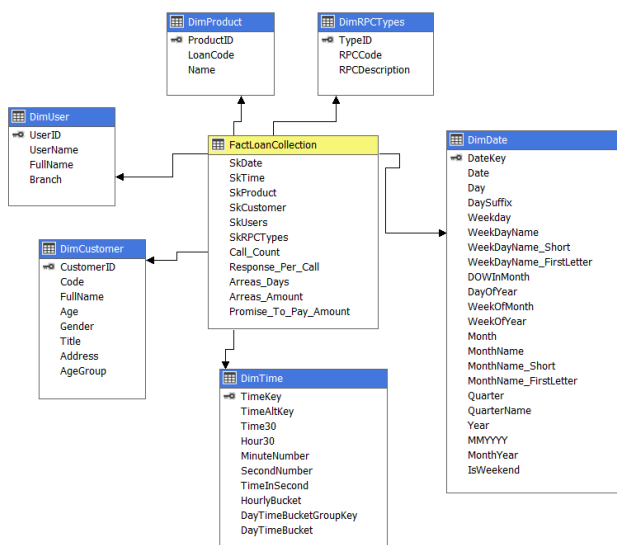 DimProduct
ProductID
LoanCode
Name
DimRPCTypes
TypeID
RPCCode
RPCDescription
DimUser
UserID
UserName
FullName
Branch
FactLoanCollection
SkDate
SkTime
SkProduct
SkCustomer
SkUsers
SkRPCTypes
Call_Count
Response_Per_Call
Arreas_Days
Arreas_Amount
Promise_To_Pay_Amount
DimDate
DateKey
Date
Day
DaySuffix
Weekday
WeekDayName
WeekDayName_Short
WeekDayName_FirstLetter
DOWInMonth
DayOfYear
WeekOfMonth
WeekOfYear
Month
MonthName
MonthName_Short
MonthName_FirstLetter
Quarter
QuarterName
Year
MMYYYY
MonthYear
IsWeekend
DimCustomer
CustomerID
Code
FullName
Age
Gender
Title
Address
AgeGroup
DimTime
TimeKey
TimeAltKey
Time30
Hour30
MinuteNumber
SecondNumber
TimeInSecond
HourlyBucket
DayTimeBucketGroupKey
DayTimeBucket